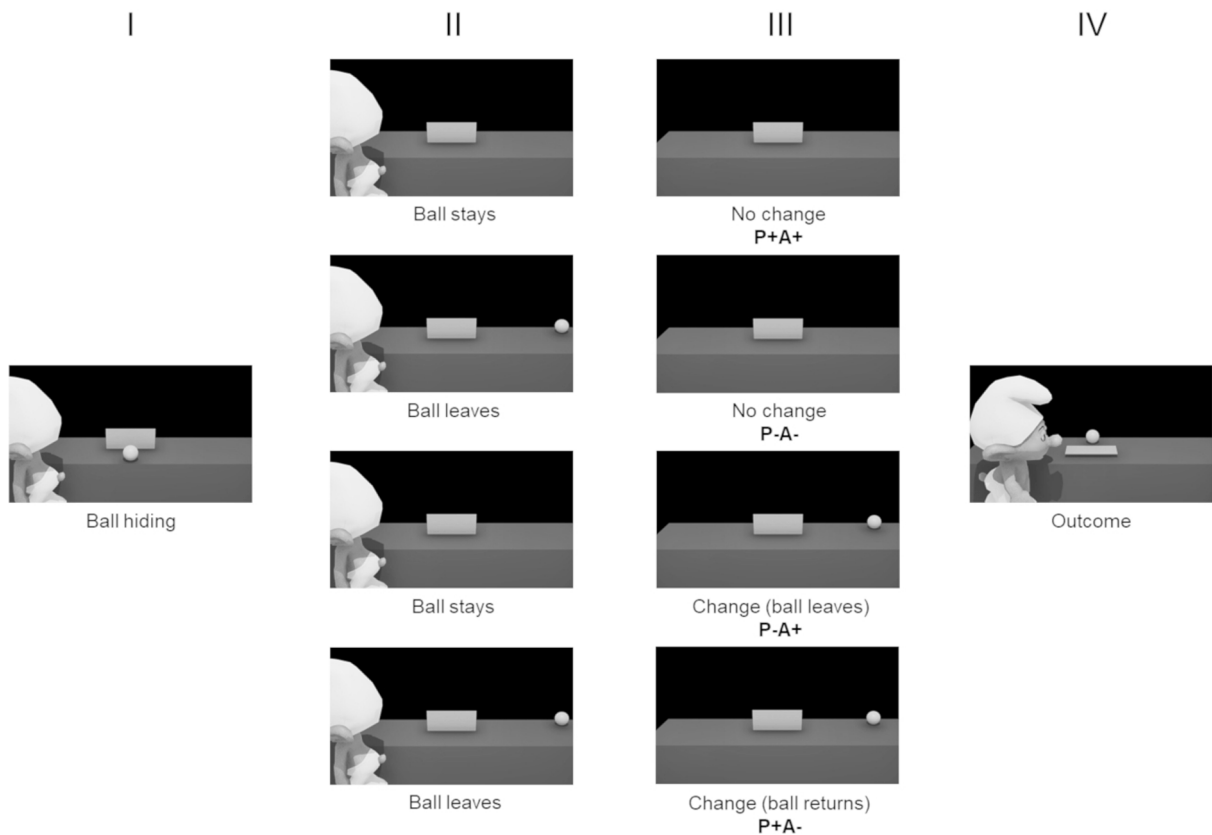 I
II
III
IV
Ball stays
No change
P+A+
Ball leaves
No change
P-A-
Ball hiding
Outcome
Ball stays
Change (ball leaves)
P-A+
Ball leaves
Change (ball returns)
P+A-